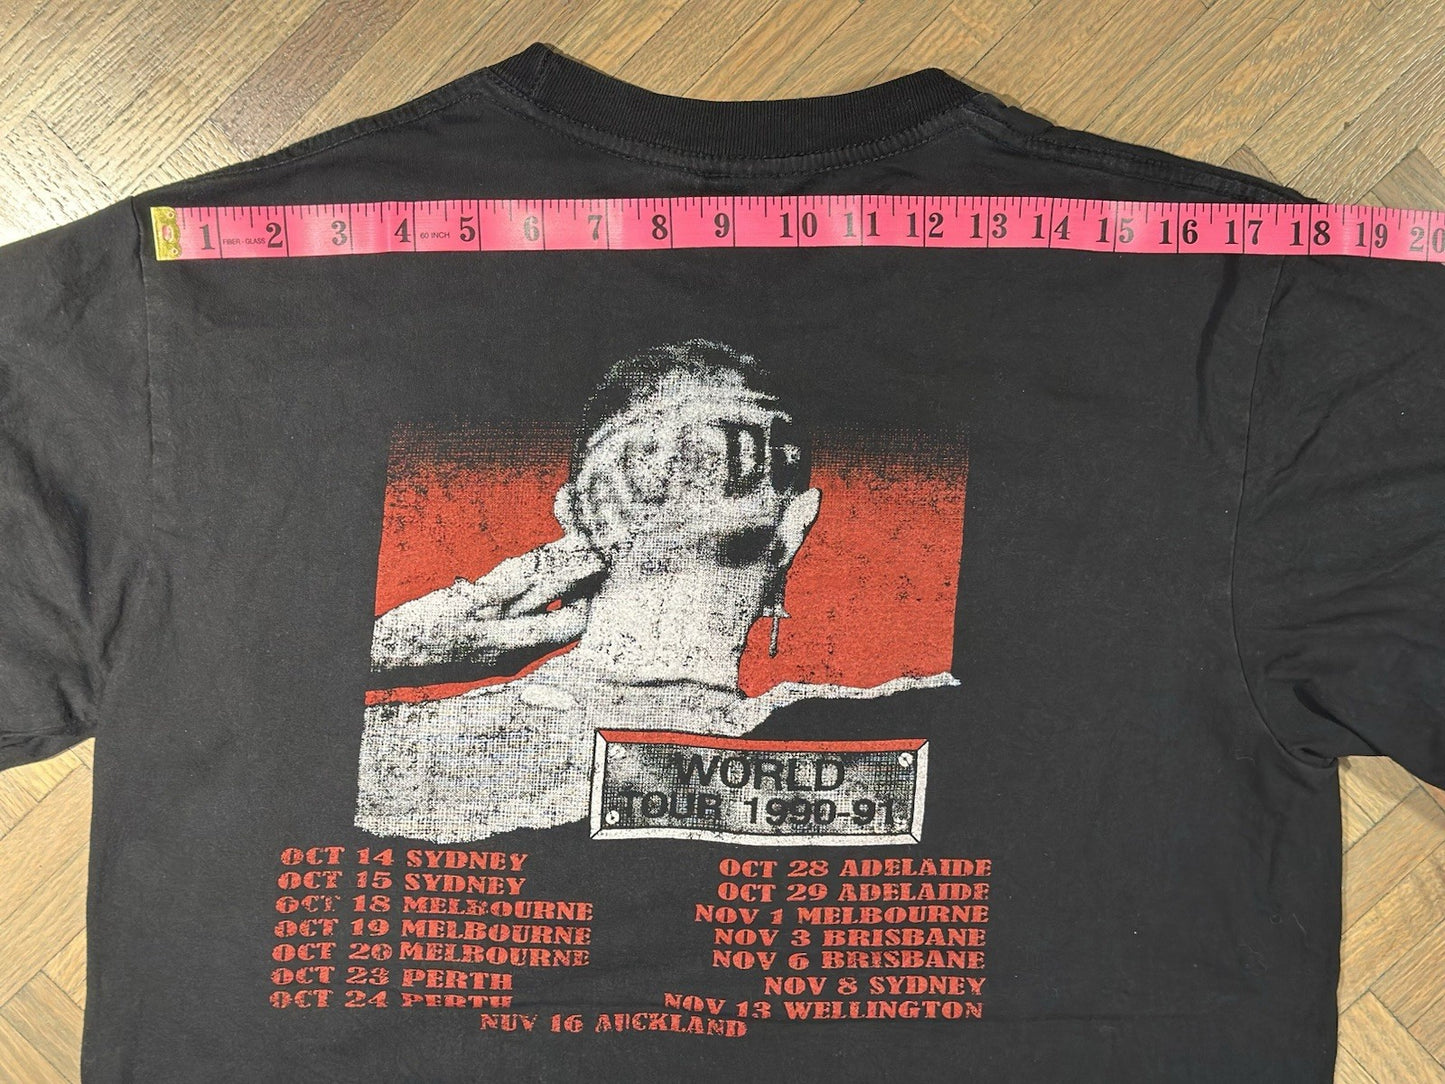 1 FIBER-GLASS 2 3 4 60 INCH 5 6 7 8 9 10 11 12 13 14 15 16 17 18 19 20
WORLD
TOUR 1990-91
OCT 14 SYDNEY
OCT 15 SYDNEY
OCT 18 MELBOURNE
OCT 19 MELBOURNE
OCT 20 MELBOURNE
OCT 23 PERTH
OCT 24 PERTH
OCT 28 ADELAIDE
OCT 29 ADELAIDE
NOV 1 MELBOURNE
NOV 3 BRISBANE
NOV 6 BRISBANE
NOV 8 SYDNEY
NOV 13 WELLINGTON
NOV 16 AUCKLAND